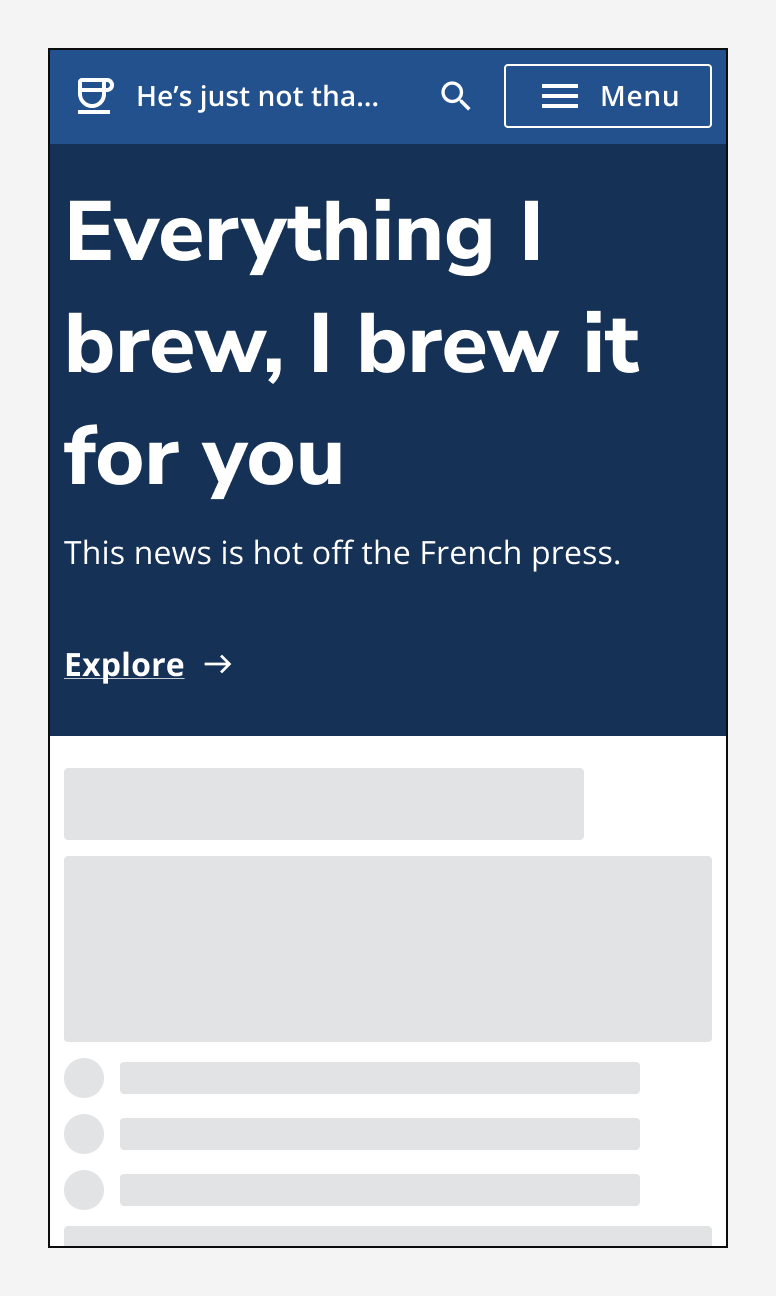 He’s just not tha...
Menu
Everything I
brew, I brew it
for you
This news is hot off the French press.
Explore